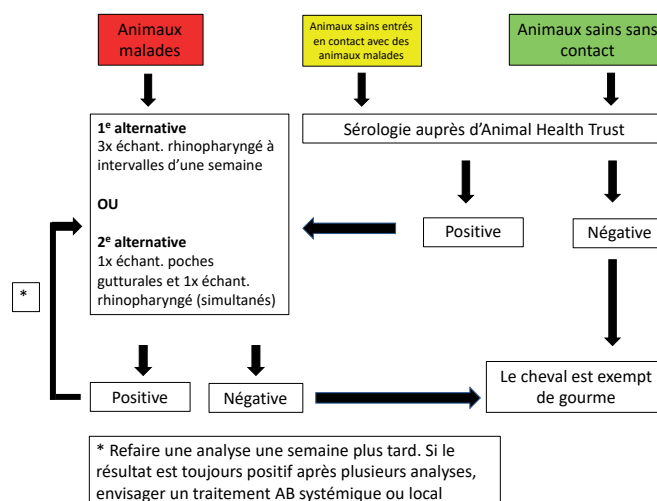 Animaux
malades
Animaux sains entrés
en contact avec des
animaux malades
Animaux sains sans
contact
1e alternative
3x échant. rhinopharyngé à
intervalles d'une semaine
OU
2e alternative
1x échant. poches
gutturales et 1x échant.
rhinopharyngé (simultanés)
Sérologie auprès d'Animal Health Trust
Positive
Négative
*
Positive
Négative
Le cheval est exempt
de gourme
* Refaire une analyse une semaine plus tard. Si le
résultat est toujours positif après plusieurs analyses,
envisager un traitement AB systémique ou local